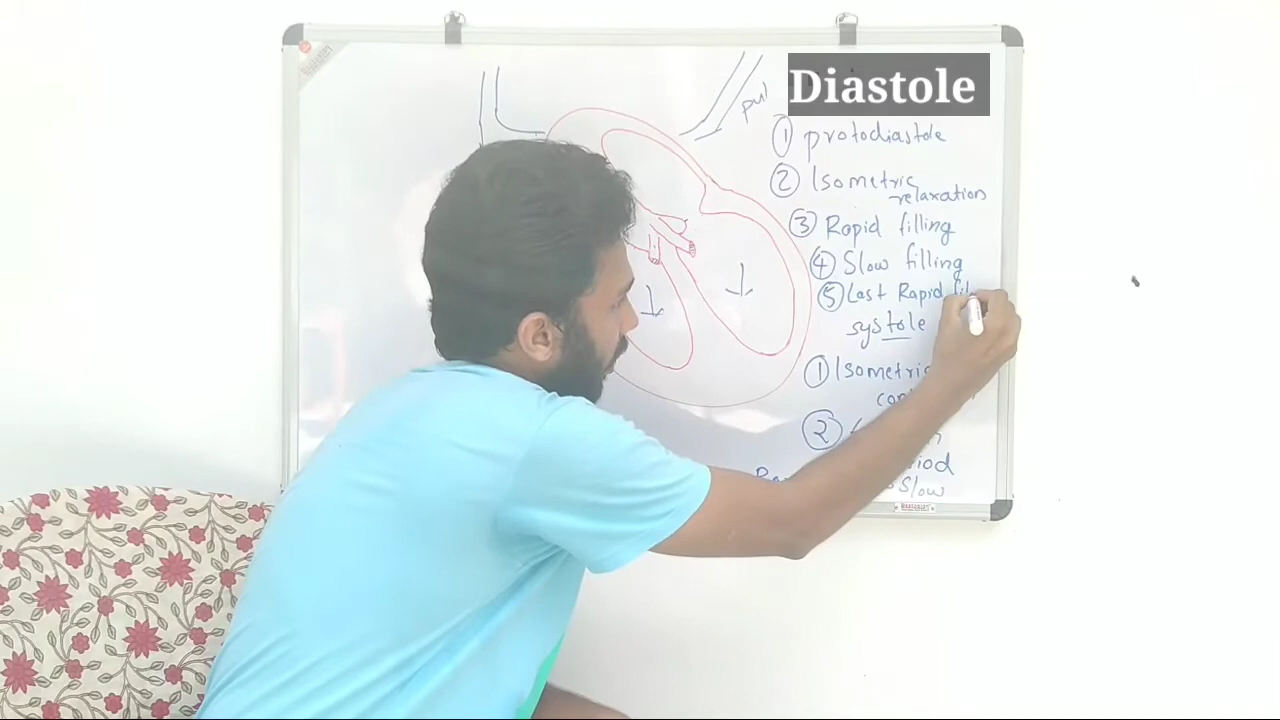 Diastole
pul
① protodiastole
② Isometric
relaxation
③ Rapid filling
④ Slow filling
⑤ Last Rapid
systole
① Isometric
②
Slow